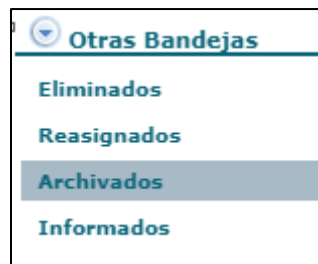 Otras Bandejas
Eliminados
Reasignados
Archivados
Informados